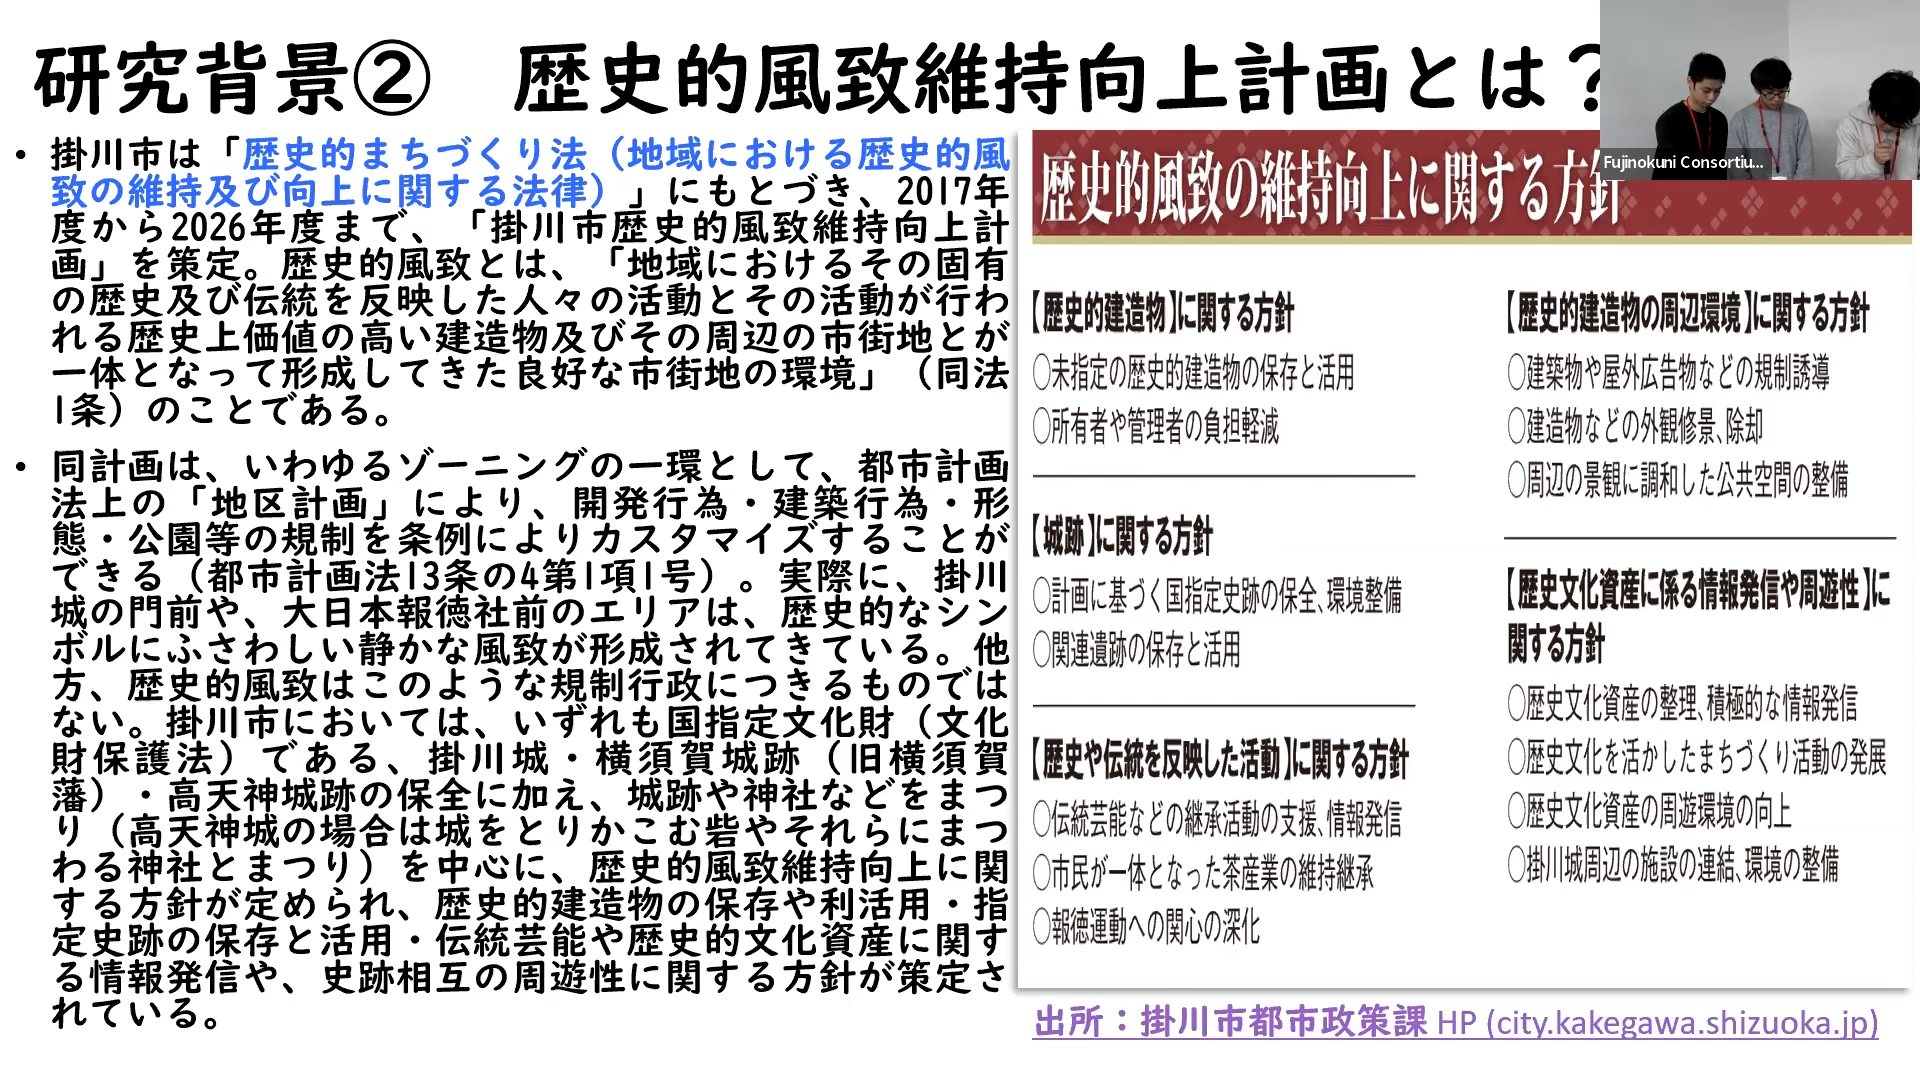 研究背景②　歴史的風致維持向上計画とは？
• 掛川市は「歴史的まちづくり法（地域における歴史的風
致の維持及び向上に関する法律）」にもとづき、2017年
度から2026年度まで、「掛川市歴史的風致維持向上計
画」を策定。歴史的風致とは、「地域におけるその固有
の歴史及び伝統を反映した人々の活動とその活動が行わ
れる歴史上価値の高い建造物及びその周辺の市街地とが
一体となって形成してきた良好な市街地の環境」（同法
1条）のことである。
• 同計画は、いわゆるゾーニングの一環として、都市計画
法上の「地区計画」により、開発行為・建築行為・形
態・公園等の規制を条例によりカスタマイズすることが
できる（都市計画法13条の4第1項1号）。実際に、掛川
城の門前や、大日本報徳社前のエリアは、歴史的なシン
ボルにふさわしい静かな風致が形成されてきている。他
方、歴史的風致はこのような規制行政につきるものでは
ない。掛川市においては、いずれも国指定文化財（文化
財保護法）である、掛川城・横須賀城跡（旧横須賀
藩）・高天神城跡の保全に加え、城跡や神社などをまつ
り（高天神城の場合は城をとりかこむ砦やそれらにまつ
わる神社とまつり）を中心に、歴史的風致維持向上に関
する方針が定められ、歴史的建造物の保存や利活用・指
定史跡の保存と活用・伝統芸能や歴史的文化資産に関す
る情報発信や、史跡相互の周遊性に関する方針が策定さ
れている。
歴史的風致の維持向上に関する方針
【歴史的建造物】に関する方針
○未指定の歴史的建造物の保存と活用
○所有者や管理者の負担軽減
【城跡】に関する方針
○計画に基づく国指定史跡の保全、環境整備
○関連遺跡の保存と活用
【歴史や伝統を反映した活動】に関する方針
○伝統芸能などの継承活動の支援、情報発信
○市民が一体となった茶産業の維持継承
○報徳運動への関心の深化
【歴史的建造物の周辺環境】に関する方針
○建築物や屋外広告物などの規制誘導
○建造物などの外観修景、除却
○周辺の景観に調和した公共空間の整備
【歴史文化資産に係る情報発信や周遊性】に
関する方針
○歴史文化資産の整理、積極的な情報発信
○歴史文化を活かしたまちづくり活動の発展
○歴史文化資産の周遊環境の向上
○掛川城周辺の施設の連結、環境の整備
出所：掛川市都市政策課 HP (city.kakegawa.shizuoka.jp)
Fujinokuni Consortiu...